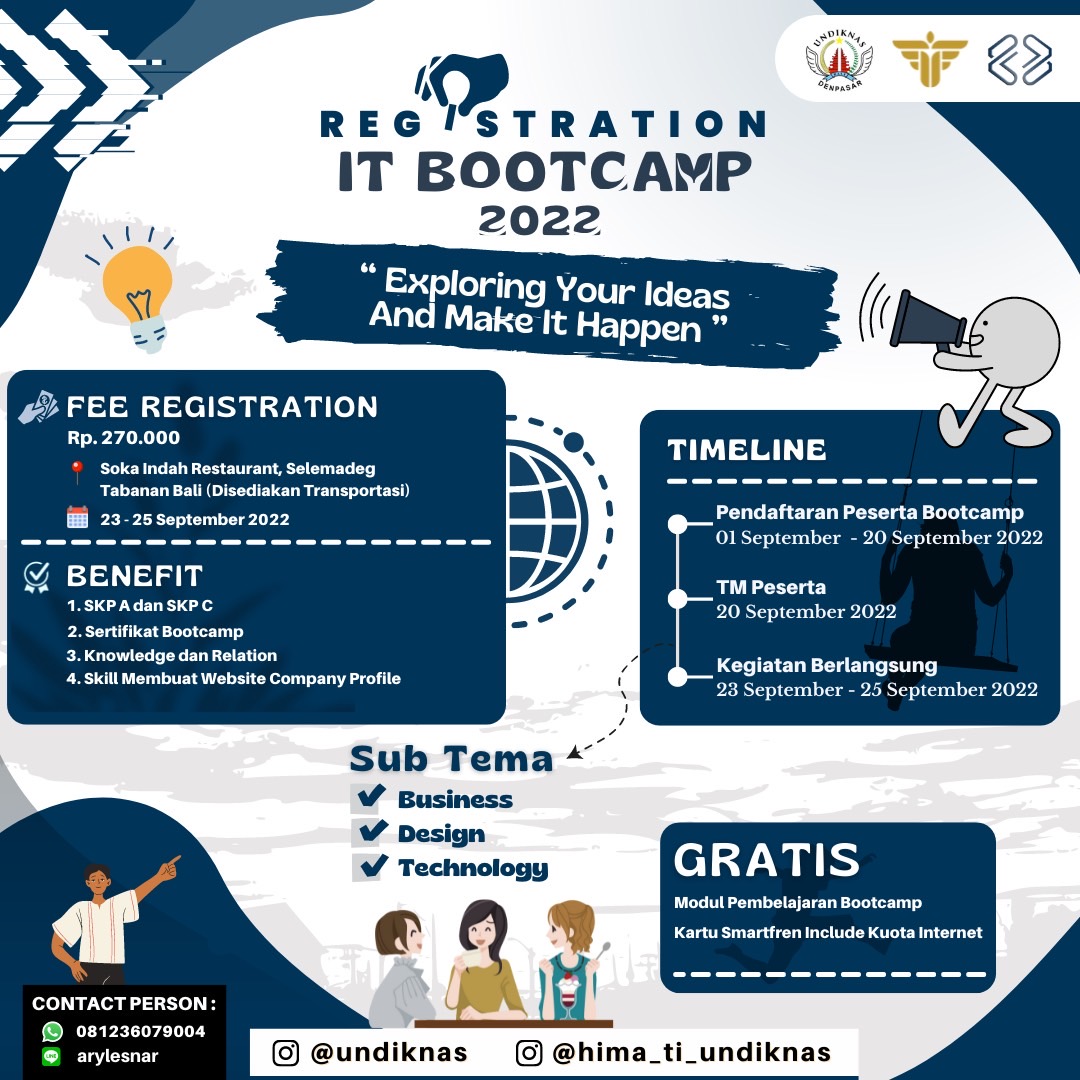 UNDIKNAS
DENPASAR
REGISTRATION
IT BOOTCAMP
2022
“ Exploring Your Ideas
And Make It Happen ”
FEE REGISTRATION
Rp. 270.000
Soka Indah Restaurant, Selemadeg
Tabanan Bali (Disediakan Transportasi)
23 - 25 September 2022
BENEFIT
1. SKP A dan SKP C
2. Sertifikat Bootcamp
3. Knowledge dan Relation
4. Skill Membuat Website Company Profile
TIMELINE
Pendaftaran Peserta Bootcamp
01 September - 20 September 2022
TM Peserta
20 September 2022
Kegiatan Berlangsung
23 September - 25 September 2022
Sub Tema
Business
Design
Technology
GRATIS
Modul Pembelajaran Bootcamp
Kartu Smartfren Include Kuota Internet
CONTACT PERSON :
081236079004
arylesnar
@undiknas
@hima_ti_undiknas